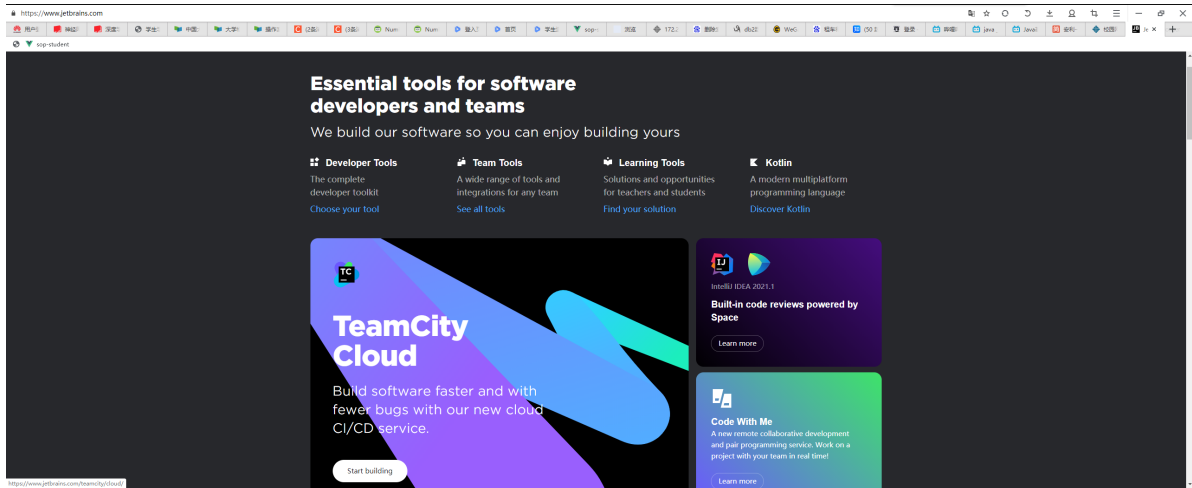 https://www.jetbrains.com
sop-student
Essential tools for software
developers and teams
We build our software so you can enjoy building yours
Developer Tools
The complete
developer toolkit
Choose your tool
Team Tools
A wide range of tools and
integrations for any team
See all tools
Learning Tools
Solutions and opportunities
for teachers and students
Find your solution
Kotlin
A modern multiplatform
programming language
Discover Kotlin
TC
TeamCity
Cloud
Build software faster and with
fewer bugs with our new cloud
CI/CD service.
Start building
IJ
IntelliJ IDEA 2021.1
Built-in code reviews powered by
Space
Learn more
Code With Me
A new remote collaborative development
and pair programming service. Work on a
project with your team in real time!
Learn more
https://www.jetbrains.com/teamcity/cloud/